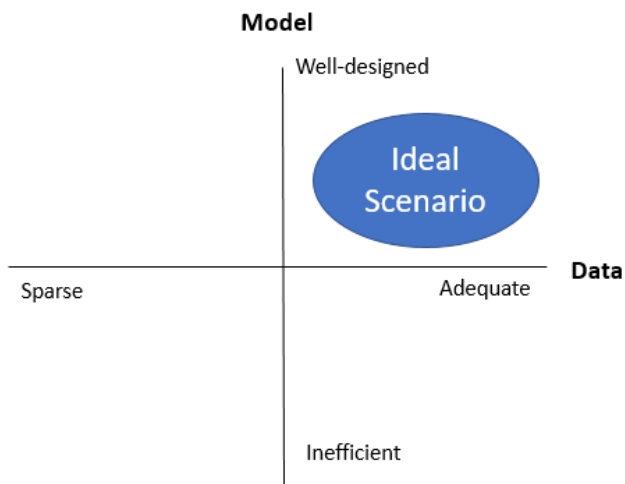 Model
Well-designed
Ideal
Scenario
Data
Sparse
Adequate
Inefficient